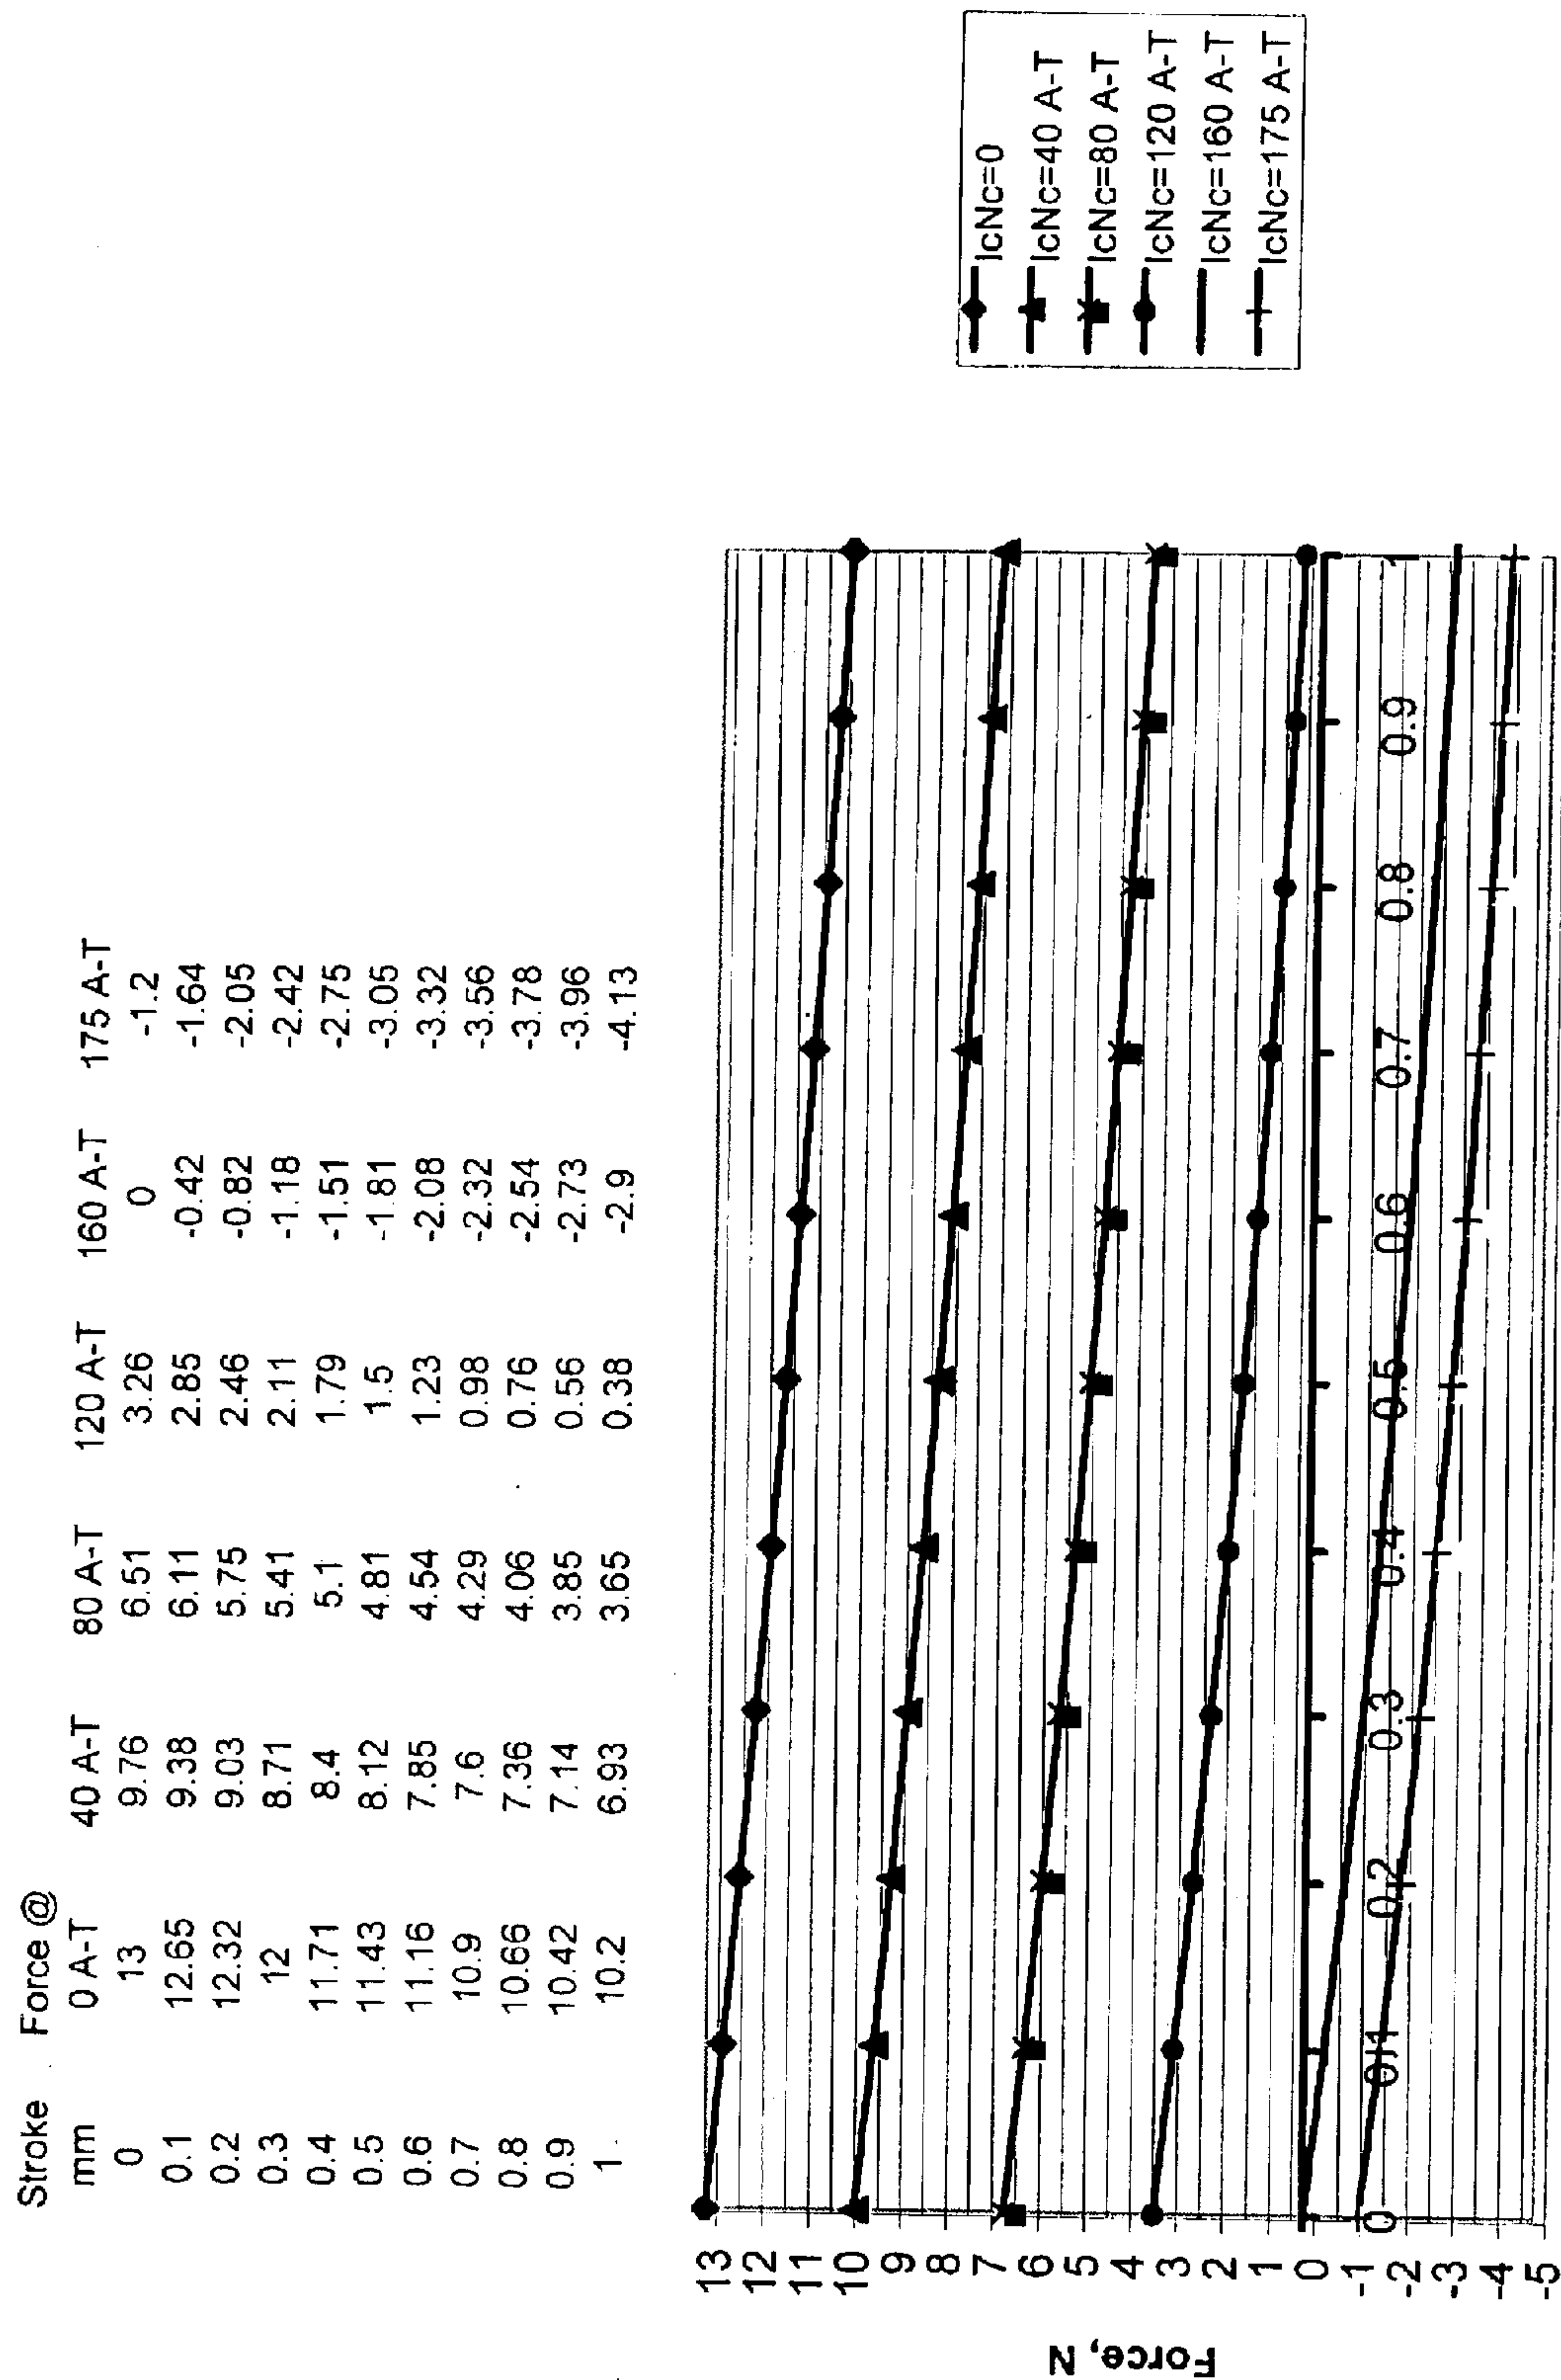 Stroke Force @
mm 0 A-T 40 A-T 80 A-T 120 A-T 160 A-T 175 A-T
0 13 9.76 6.51 3.26 0 -1.2
0.1 12.65 9.38 6.11 2.85 -0.42 -1.64
0.2 12.32 9.03 5.75 2.46 -0.82 -2.05
0.3 12 8.71 5.41 2.11 -1.18 -2.42
0.4 11.71 8.4 5.1 1.79 -1.51 -2.75
0.5 11.43 8.12 4.81 1.5 -1.81 -3.05
0.6 11.16 7.85 4.54 1.23 -2.08 -3.32
0.7 10.9 7.6 4.29 0.98 -2.32 -3.56
0.8 10.66 7.36 4.06 0.76 -2.54 -3.78
0.9 10.42 7.14 3.85 0.56 -2.73 -3.96
1 10.2 6.93 3.65 0.38 -2.9 -4.13
Force, N
13
12
11
10
9
8
7
6
5
4
3
2
1
0
-1
-2
-3
-4
-5
0 0.1 0.2 0.3 0.4 0.5 0.6 0.7 0.8 0.9 1
IcNc=0
IcNc=40 A-T
IcNc=80 A-T
IcNc=120 A-T
IcNc=160 A-T
IcNc=175 A-T